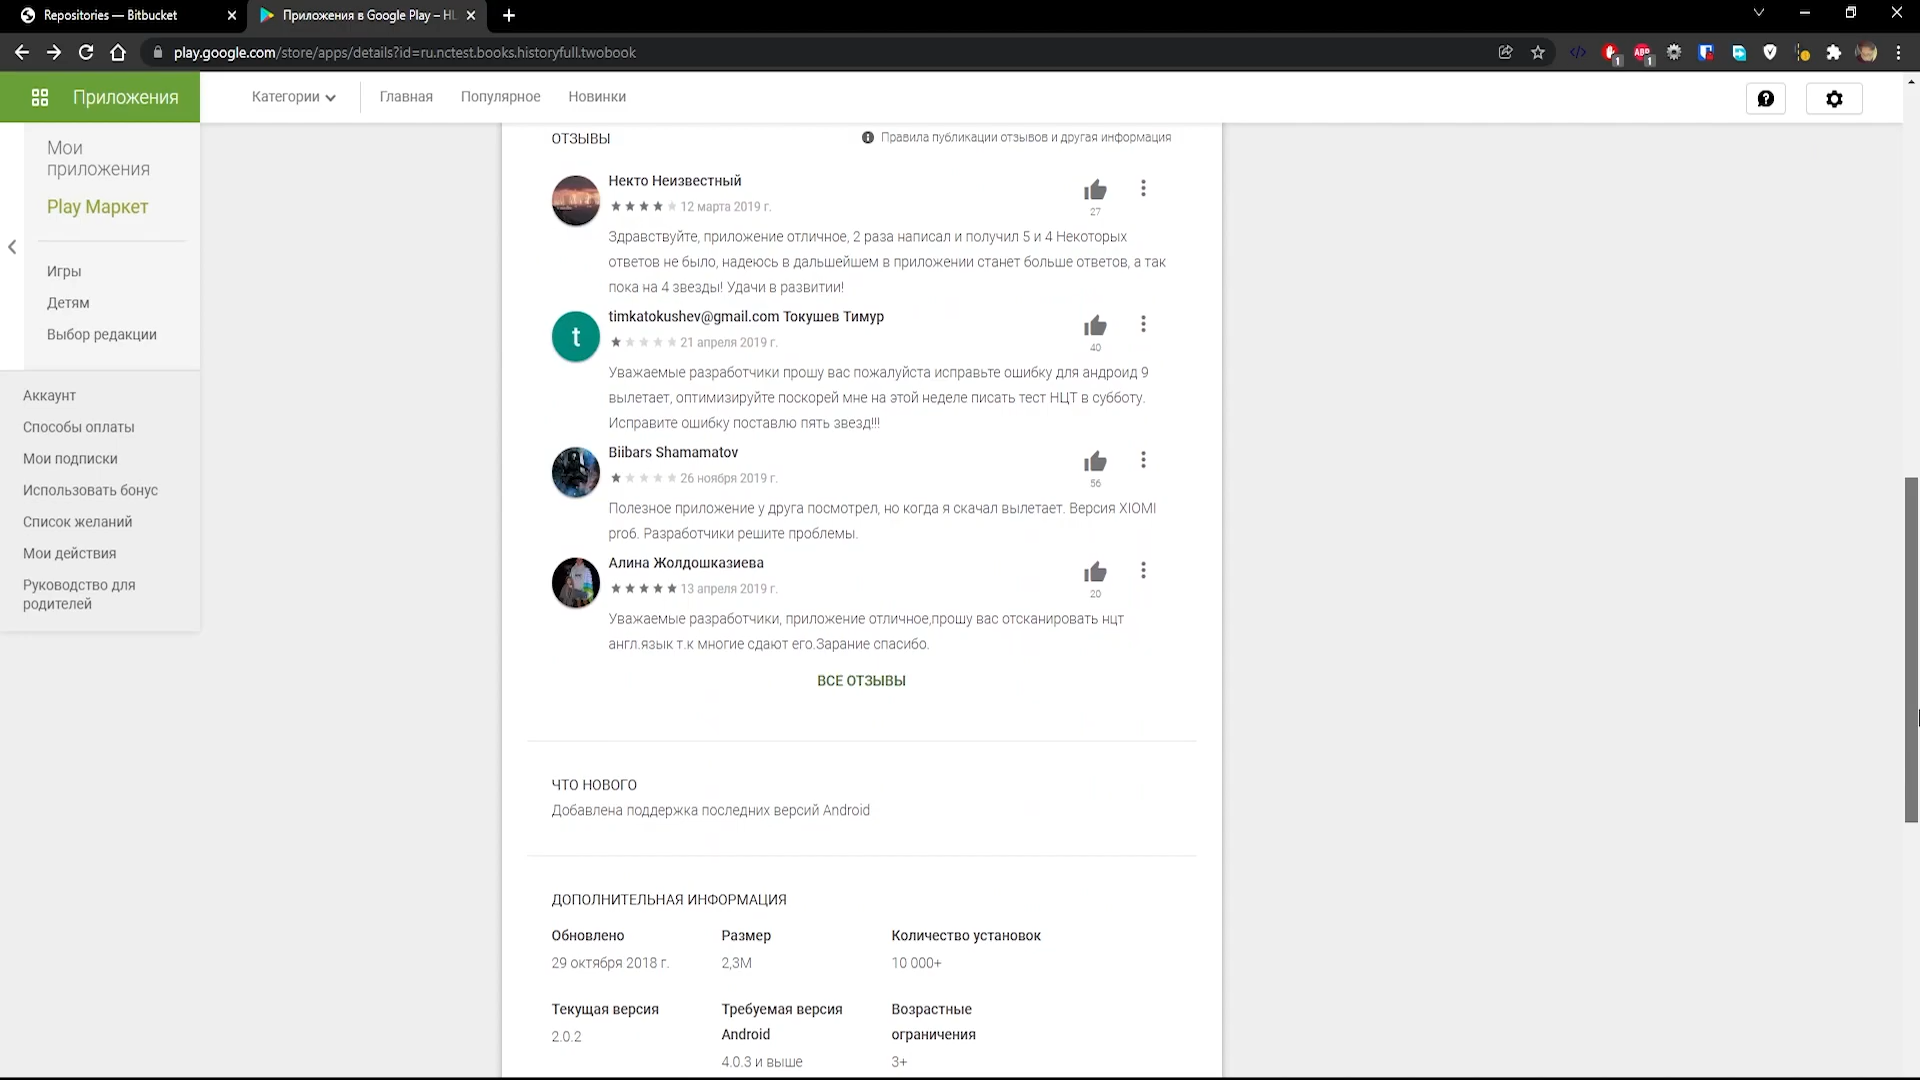 Repositories — Bitbucket
Приложения в Google Play –
play.google.com/store/apps/details?id=ru.nctest.books.historyfull.twobook
ABP
1
1
Приложения
Категории
Главная
Популярное
Новинки
Мои
приложения
Play Маркет
Игры
Детям
Выбор редакции
Аккаунт
Способы оплаты
Мои подписки
Использовать бонус
Список желаний
Мои действия
Руководство для
родителей
ОТЗЫВЫ
Правила публикации отзывов и другая информация
Некто Неизвестный
12 марта 2019 г.
27
Здравствуйте, приложение отличное, 2 раза написал и получил 5 и 4 Некоторых
ответов не было, надеюсь в дальшейшем в приложении станет больше ответов, а так
пока на 4 звезды! Удачи в развитии!
t
timkatokushev@gmail.com Токушев Тимур
21 апреля 2019 г.
40
Уважаемые разработчики прошу вас пожалуйста исправьте ошибку для андроид 9
вылетает, оптимизируйте поскорей мне на этой неделе писать тест НЦТ в субботу.
Исправите ошибку поставлю пять звезд!!!
Biibars Shamamatov
26 ноября 2019 г.
56
Полезное приложение у друга посмотрел, но когда я скачал вылетает. Версия XIOMI
pro6. Разработчики решите проблемы.
Алина Жолдошказиева
13 апреля 2019 г.
20
Уважаемые разработчики, приложение отличное,прошу вас отсканировать нцт
англ.язык т.к многие сдают его.Зарание спасибо.
ВСЕ ОТЗЫВЫ
ЧТО НОВОГО
Добавлена поддержка последних версий Android
ДОПОЛНИТЕЛЬНАЯ ИНФОРМАЦИЯ
Обновлено
29 октября 2018 г.
Размер
2,3M
Количество установок
10 000+
Текущая версия
2.0.2
Требуемая версия
Android
4.0.3 и выше
Возрастные
ограничения
3+